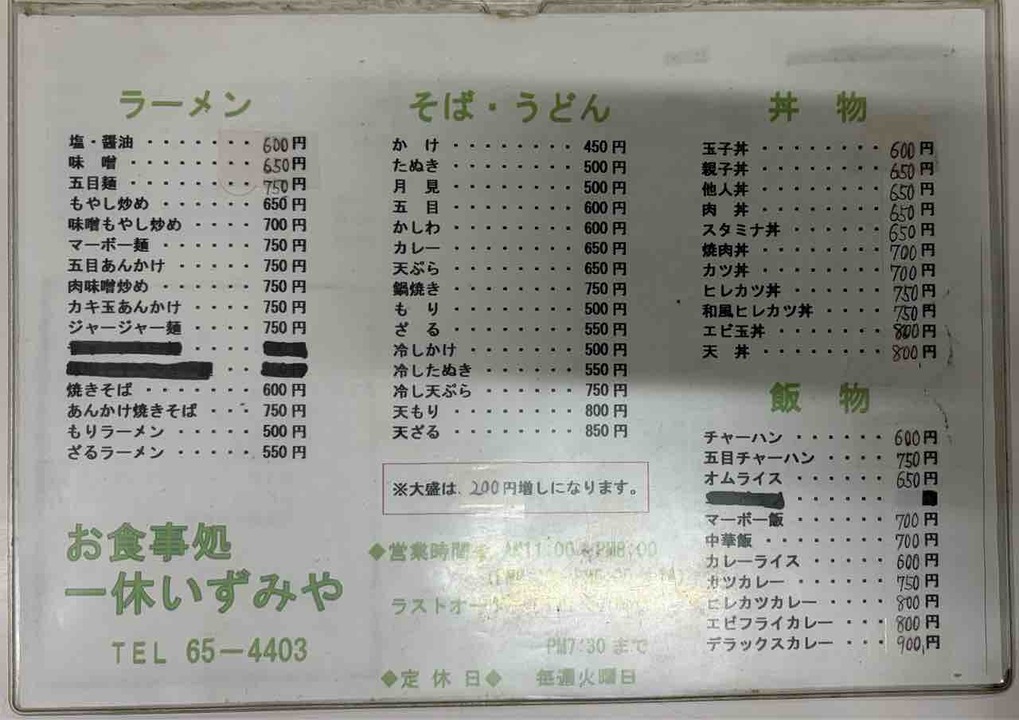 ラーメン
塩・醤油 ・・・・・・・ 600円
味　噌 ・・・・・・・ 650円
五目麺 ・・・・・・・ 750円
もやし炒め ・・・・・ 650円
味噌もやし炒め ・・・ 700円
マーボー麺 ・・・・・ 750円
五目あんかけ ・・・・ 750円
肉味噌炒め ・・・・・ 750円
カキ玉あんかけ ・・・ 750円
ジャージャー麺 ・・・・ 750円
焼きそば ・・・・・・ 600円
あんかけ焼きそば ・・・ 750円
もりラーメン ・・・・・ 500円
ざるラーメン ・・・・・ 550円
お食事処
一休いずみや
TEL 65－4403
そば・うどん
か　け ・・・・・・・・ 450円
たぬき ・・・・・・・・ 500円
月　見 ・・・・・・・・ 500円
五　目 ・・・・・・・・ 600円
かしわ ・・・・・・・・ 600円
カレー ・・・・・・・・ 650円
天ぷら ・・・・・・・・ 650円
鍋焼き ・・・・・・・・ 750円
も　り ・・・・・・・・ 500円
ざ　る ・・・・・・・・ 550円
冷しかけ ・・・・・・・ 500円
冷したぬき ・・・・・・ 550円
冷し天ぷら ・・・・・・ 750円
天もり ・・・・・・・・ 800円
天ざる ・・・・・・・・ 850円
※大盛は、200円増しになります。
◆営業時間◆ AM11:00～PM8:00
ラストオーダー
PM7:30 まで
◆定 休 日◆　毎週火曜日
丼　物
玉子丼 ・・・・・・・ 600円
親子丼 ・・・・・・・ 650円
他人丼 ・・・・・・・ 650円
肉　丼 ・・・・・・・ 650円
スタミナ丼 ・・・・・ 650円
焼肉丼 ・・・・・・・ 700円
カツ丼 ・・・・・・・ 700円
ヒレカツ丼 ・・・・・ 750円
和風ヒレカツ丼 ・・・ 750円
エビ玉丼 ・・・・・・ 800円
天　丼 ・・・・・・・ 800円
飯　物
チャーハン ・・・・・・ 600円
五目チャーハン ・・・・ 750円
オムライス ・・・・・・ 650円
マーボー飯 ・・・・・・ 700円
中華飯 ・・・・・・・・ 700円
カレーライス ・・・・・ 600円
カツカレー ・・・・・・ 750円
ヒレカツカレー ・・・・ 800円
エビフライカレー ・・・ 800円
デラックスカレー ・・・ 900円